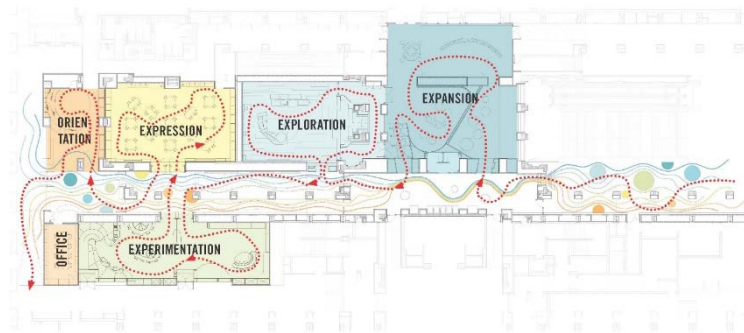 ORIEN-
TATION
EXPRESSION
EXPLORATION
EXPANSION
OFFICE
EXPERIMENTATION